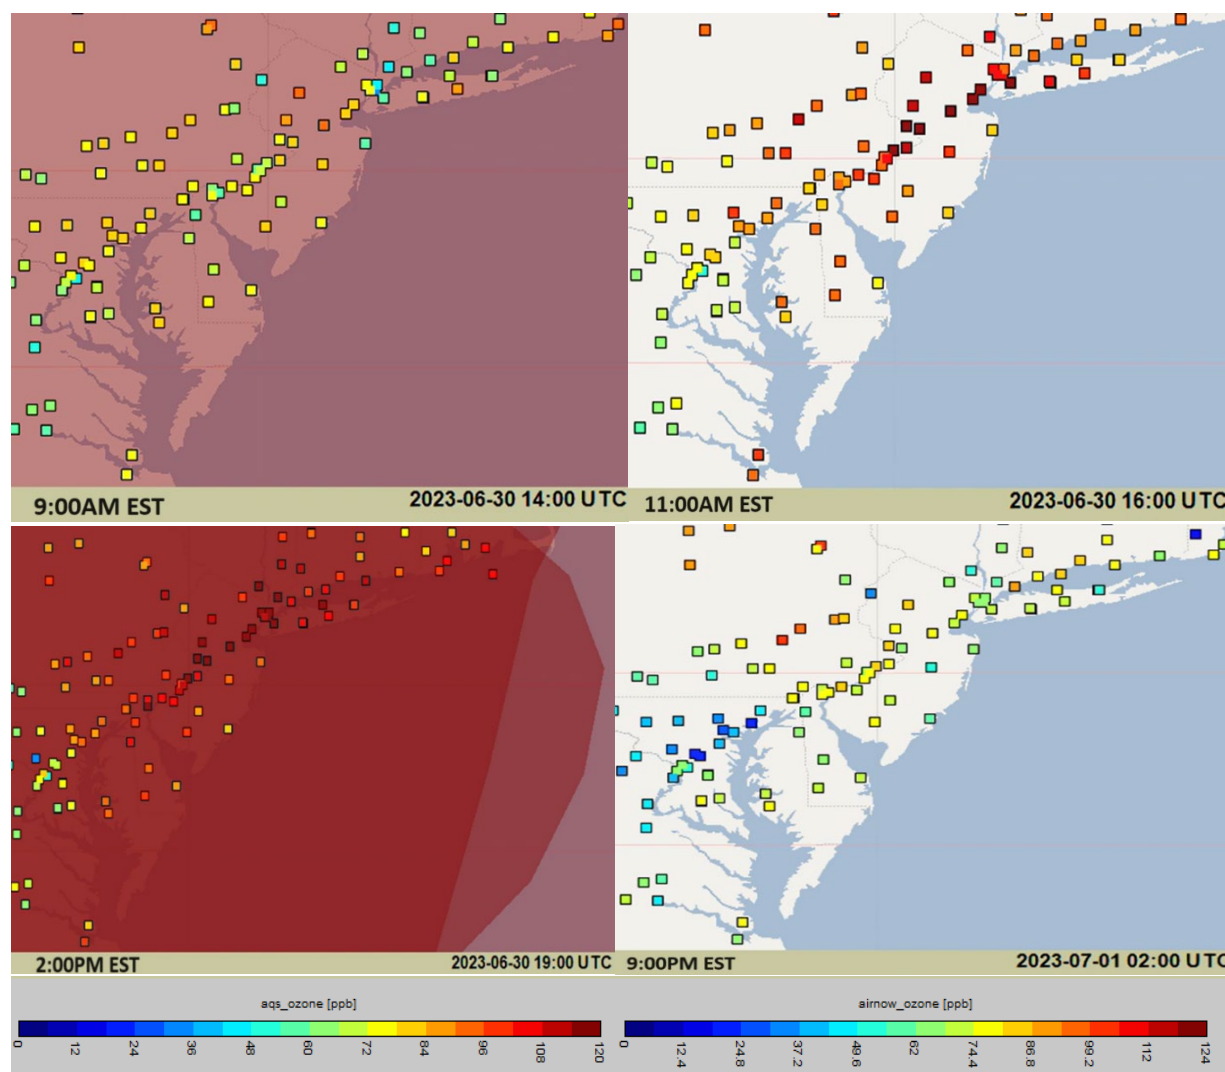 9:00AM EST
2023-06-30 14:00 UTC
11:00AM EST
2023-06-30 16:00 UTC
2:00PM EST
2023-06-30 19:00 UTC
9:00PM EST
2023-07-01 02:00 UTC
aqs_ozone [ppb]
0 12 24 36 48 60 72 84 96 108 120
airnow_ozone [ppb]
0 12.4 24.8 37.2 49.6 62 74.4 86.8 99.2 112 124